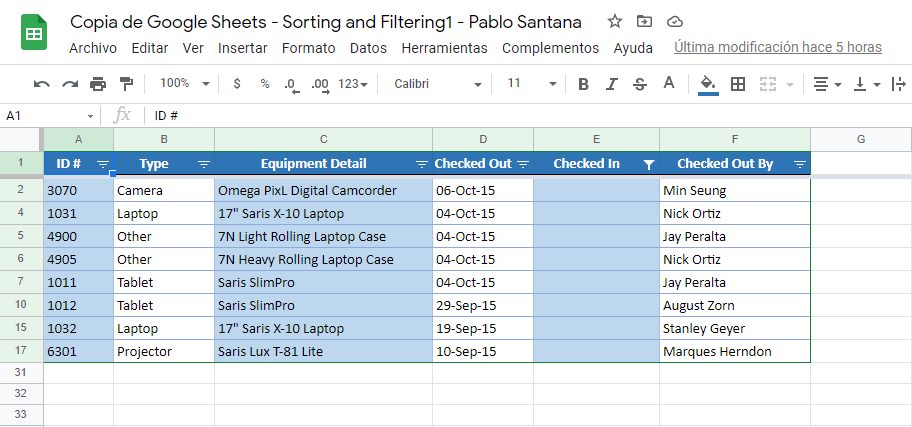 Copia de Google Sheets - Sorting and Filtering1 - Pablo Santana
Archivo Editar Ver Insertar Formato Datos Herramientas Complementos Ayuda Última modificación hace 5 horas
100% $ % .0 .00 123 Calibri 11 B I S A
A1 fx ID #
A B C D E F G
1 ID # Type Equipment Detail Checked Out Checked In Checked Out By
2 3070 Camera Omega PixL Digital Camcorder 06-Oct-15 Min Seung
4 1031 Laptop 17" Saris X-10 Laptop 04-Oct-15 Nick Ortiz
5 4900 Other 7N Light Rolling Laptop Case 04-Oct-15 Jay Peralta
6 4905 Other 7N Heavy Rolling Laptop Case 04-Oct-15 Nick Ortiz
7 1011 Tablet Saris SlimPro 04-Oct-15 Jay Peralta
10 1012 Tablet Saris SlimPro 29-Sep-15 August Zorn
15 1032 Laptop 17" Saris X-10 Laptop 19-Sep-15 Stanley Geyer
17 6301 Projector Saris Lux T-81 Lite 10-Sep-15 Marques Herndon
31
32
33